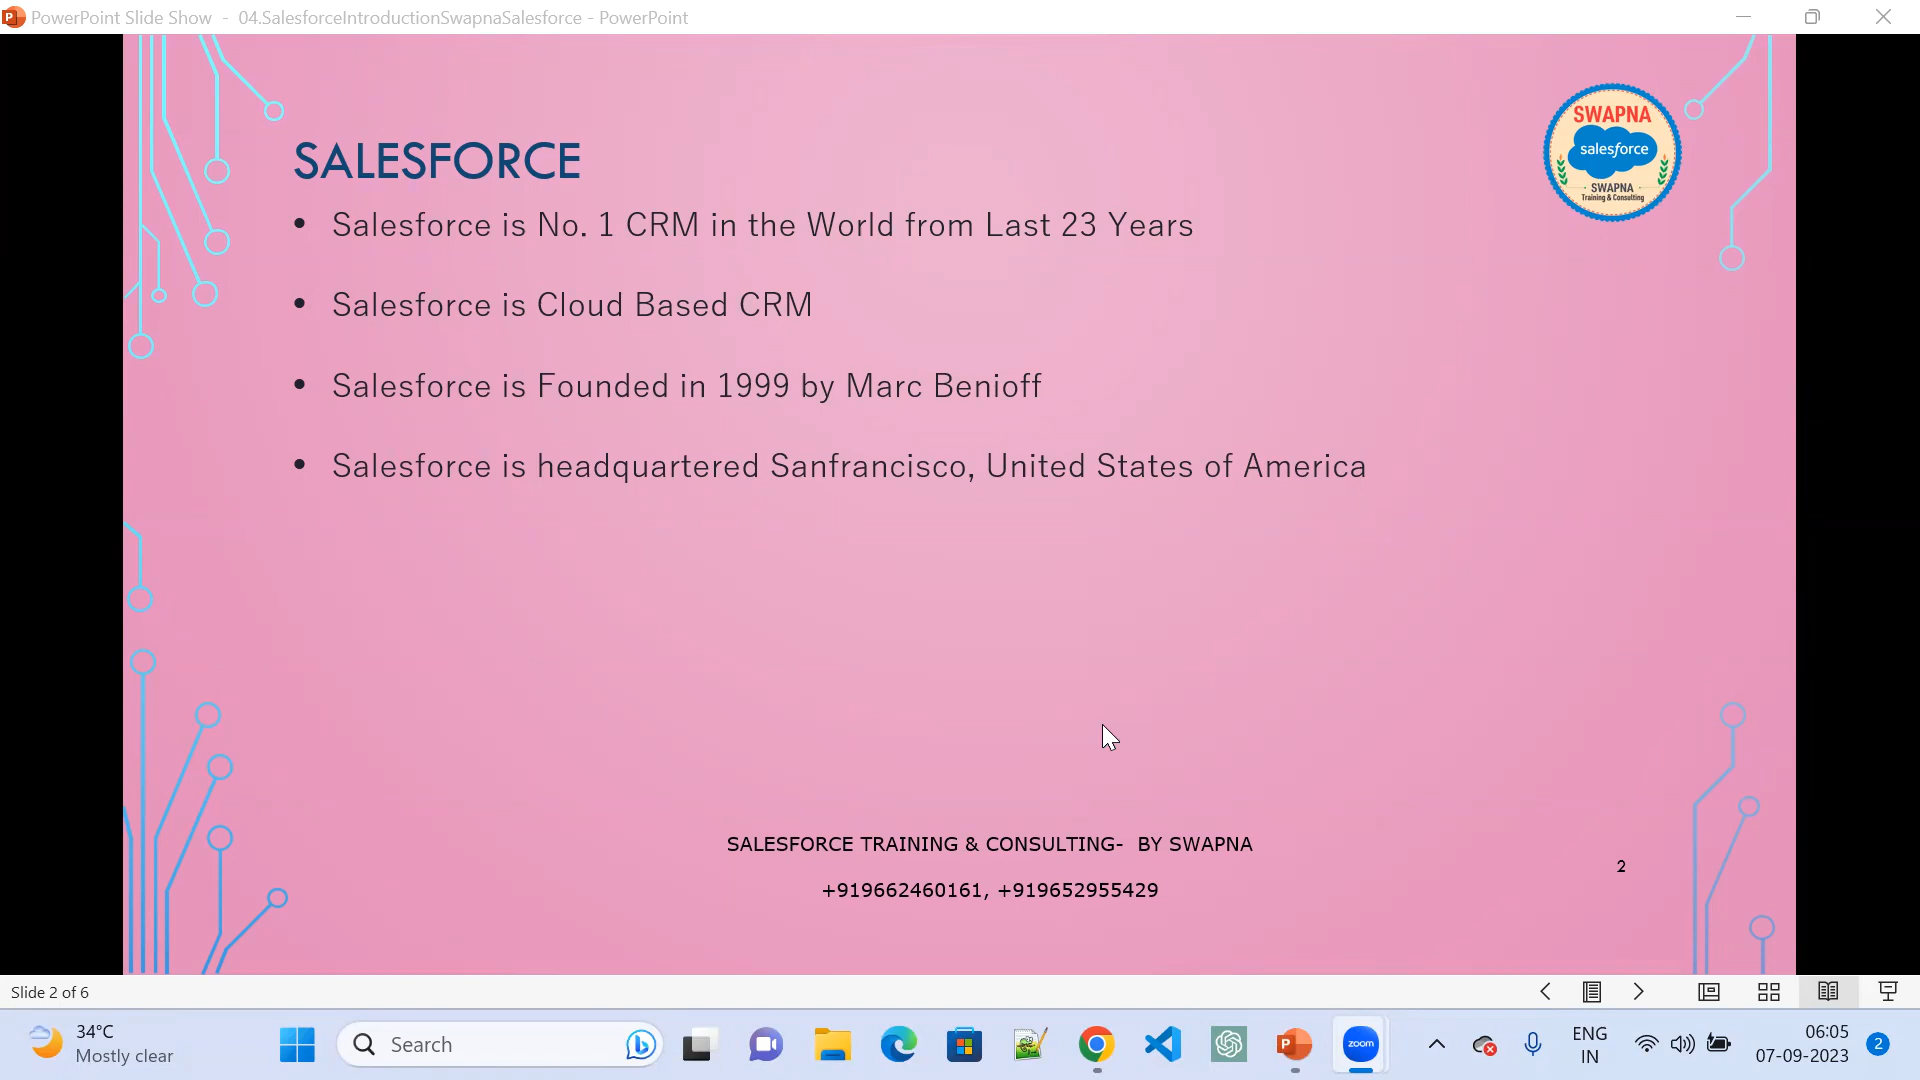 PowerPoint Slide Show - 04.SalesforceIntroductionSwapnaSalesforce - PowerPoint
SWAPNA
salesforce
SWAPNA
Training & Consulting
SALESFORCE
• Salesforce is No. 1 CRM in the World from Last 23 Years
• Salesforce is Cloud Based CRM
• Salesforce is Founded in 1999 by Marc Benioff
• Salesforce is headquartered Sanfrancisco, United States of America
SALESFORCE TRAINING & CONSULTING- BY SWAPNA
2
+919662460161, +919652955429
Slide 2 of 6
34°C
Mostly clear
Search
zoom
ENG
IN
06:05
07-09-2023
2